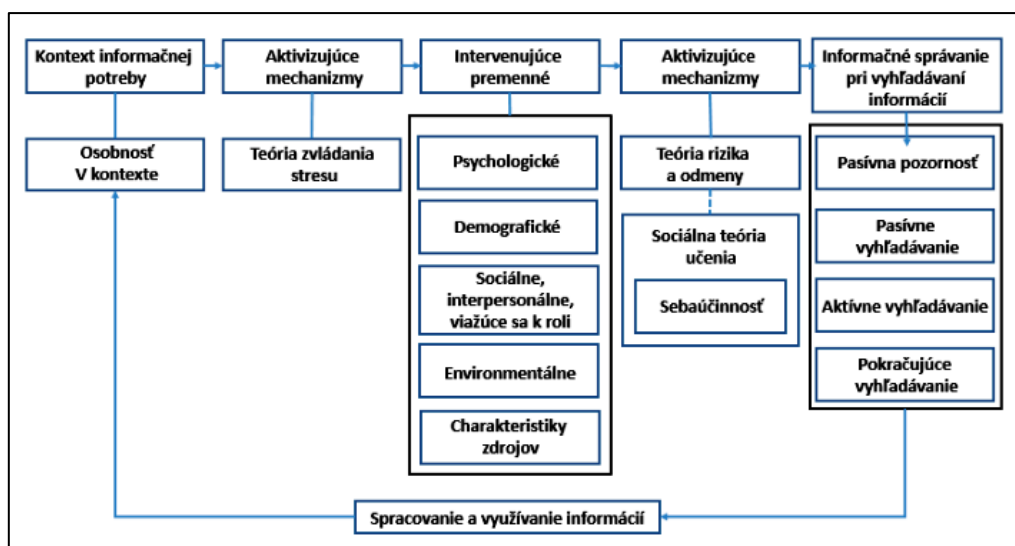 Kontext informačnej
potreby
Aktivizujúce
mechanizmy
Intervenujúce
premenné
Aktivizujúce
mechanizmy
Informačné správanie
pri vyhľadávaní
informácií
Osobnosť
V kontexte
Teória zvládania
stresu
Psychologické
Demografické
Sociálne,
interpersonálne,
viažúce sa k roli
Environmentálne
Charakteristiky
zdrojov
Teória rizika
a odmeny
Sociálna teória
učenia
Sebaúčinnosť
Pasívna pozornosť
Pasívne
vyhľadávanie
Aktívne vyhľadávanie
Pokračujúce
vyhľadávanie
Spracovanie a využívanie informácií